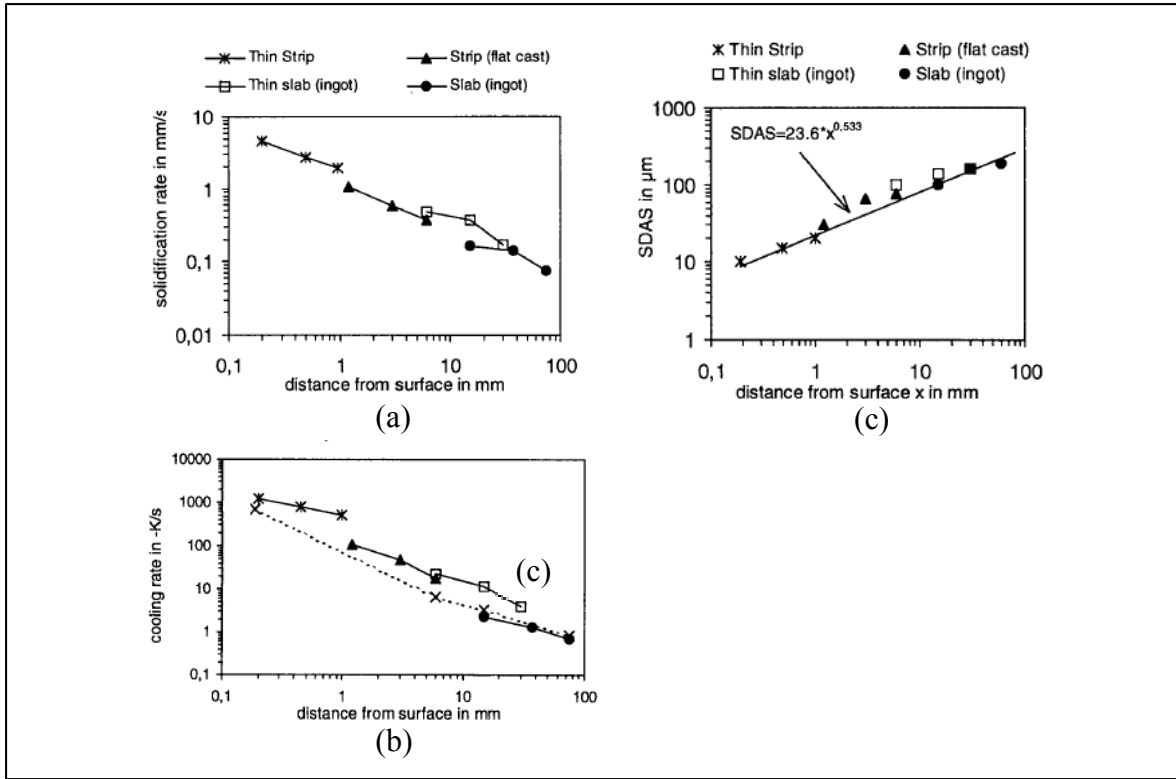 Thin Strip
Strip (flat cast)
Thin slab (ingot)
Slab (ingot)
solidification rate in mm/s
10
1
0,1
0,01
0,1
1
10
100
distance from surface in mm
(a)
Thin Strip
Strip (flat cast)
Thin slab (ingot)
Slab (ingot)
SDAS in µm
1000
100
10
1
SDAS=23.6*x^0,533
0,1
1
10
100
distance from surface x in mm
(c)
cooling rate in -K/s
10000
1000
100
10
1
0,1
(c)
0,1
1
10
100
distance from surface in mm
(b)